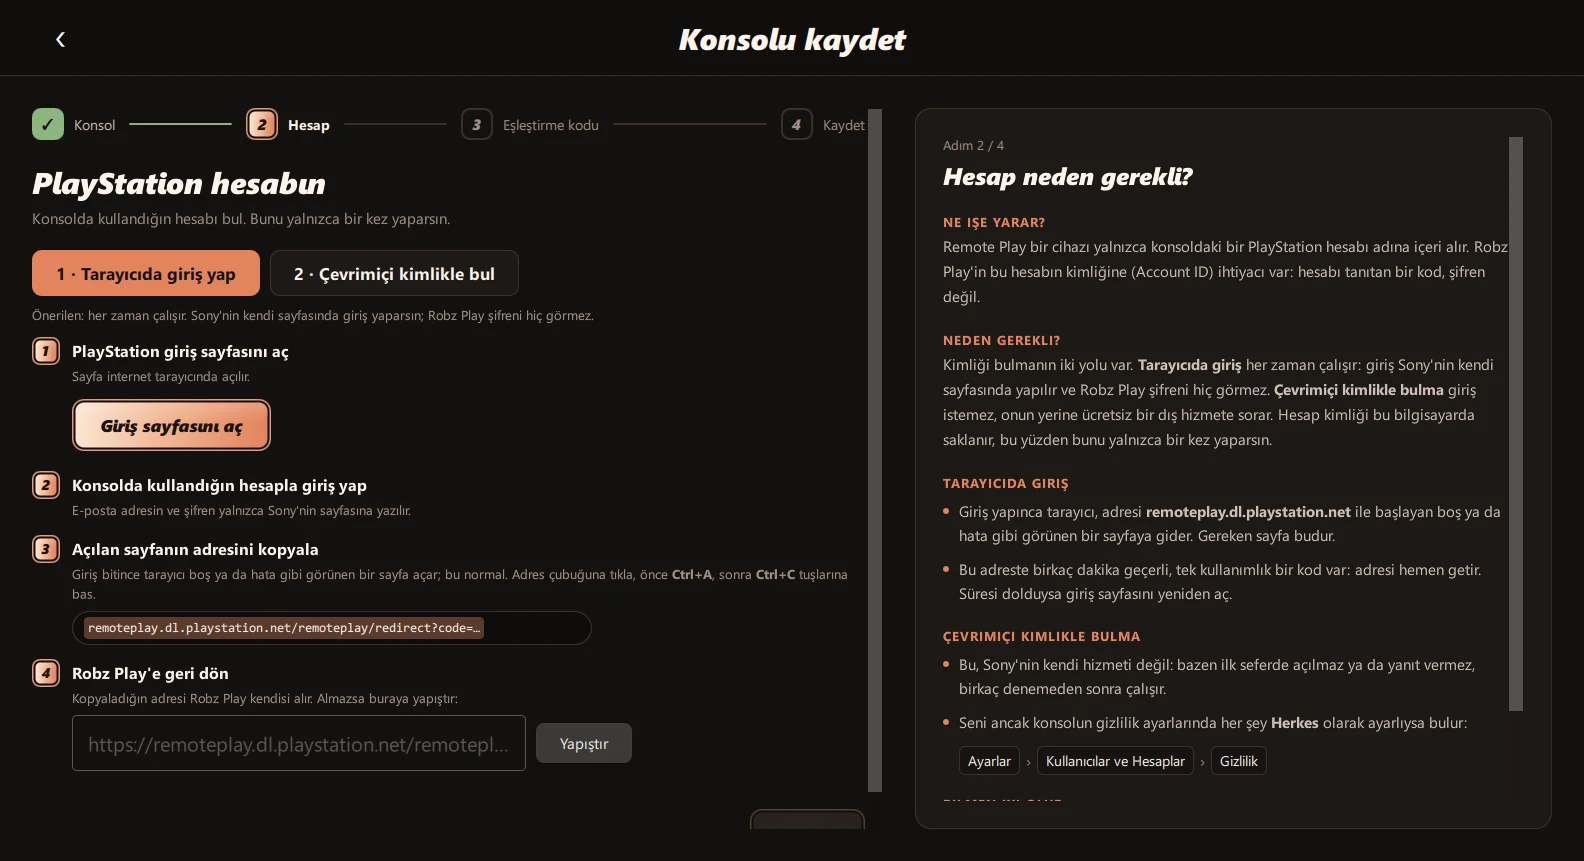 Konsolu kaydet
Konsol
2
Hesap
3
Eşleştirme kodu
4
Kaydet
PlayStation hesabın
Konsolda kullandığın hesabı bul. Bunu yalnızca bir kez yaparsın.
1 · Tarayıcıda giriş yap
2 · Çevrimiçi kimlikle bul
Önerilen: her zaman çalışır. Sony'nin kendi sayfasında giriş yaparsın; Robz Play şifreni hiç görmez.
1
PlayStation giriş sayfasını aç
Sayfa internet tarayıcında açılır.
Giriş sayfasını aç
2
Konsolda kullandığın hesapla giriş yap
E-posta adresin ve şifren yalnızca Sony'nin sayfasına yazılır.
3
Açılan sayfanın adresini kopyala
Giriş bitince tarayıcı boş ya da hata gibi görünen bir sayfa açar; bu normal. Adres çubuğuna tıkla, önce Ctrl+A, sonra Ctrl+C tuşlarına
bas.
remoteplay.dl.playstation.net/remoteplay/redirect?code=…
4
Robz Play'e geri dön
Kopyaladığın adresi Robz Play kendisi alır. Almazsa buraya yapıştır:
https://remoteplay.dl.playstation.net/remotepl...
Yapıştır
Adım 2 / 4
Hesap neden gerekli?
NE IŞE YARAR?
Remote Play bir cihazı yalnızca konsoldaki bir PlayStation hesabı adına içeri alır. Robz
Play'in bu hesabın kimliğine (Account ID) ihtiyacı var: hesabı tanıtan bir kod, şifren
değil.
NEDEN GEREKLI?
Kimliği bulmanın iki yolu var. Tarayıcıda giriş her zaman çalışır: giriş Sony'nin kendi
sayfasında yapılır ve Robz Play şifreni hiç görmez. Çevrimiçi kimlikle bulma giriş
istemez, onun yerine ücretsiz bir dış hizmete sorar. Hesap kimliği bu bilgisayarda
saklanır, bu yüzden bunu yalnızca bir kez yaparsın.
TARAYICIDA GIRIŞ
Giriş yapınca tarayıcı, adresi remoteplay.dl.playstation.net ile başlayan boş ya da
hata gibi görünen bir sayfaya gider. Gereken sayfa budur.
Bu adreste birkaç dakika geçerli, tek kullanımlık bir kod var: adresi hemen getir.
Süresi dolduysa giriş sayfasını yeniden aç.
ÇEVRIMIÇI KIMLIKLE BULMA
Bu, Sony'nin kendi hizmeti değil: bazen ilk seferde açılmaz ya da yanıt vermez,
birkaç denemeden sonra çalışır.
Seni ancak konsolun gizlilik ayarlarında her şey Herkes olarak ayarlıysa bulur:
Ayarlar › Kullanıcılar ve Hesaplar › Gizlilik